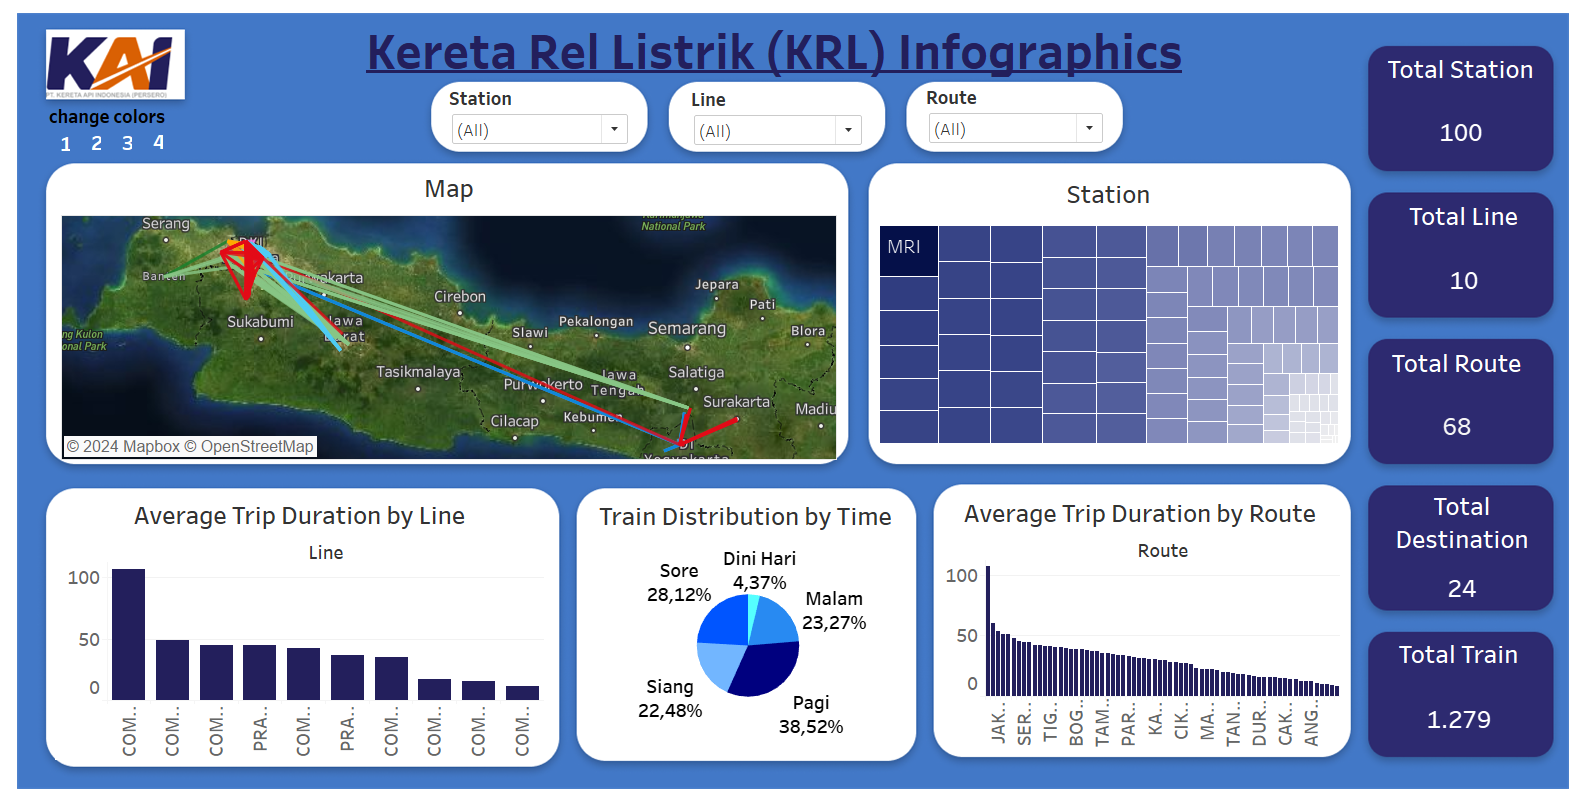 KAI
PT. KERETA API INDONESIA (PERSERO)
change colors
1 2 3 4
Kereta Rel Listrik (KRL) Infographics
Station
(All)
Line
(All)
Route
(All)
Total Station
100
Total Line
10
Total Route
68
Total
Destination
24
Total Train
1.279
Map
National Park
Serang
Banten
Cirebon
Jepara
Pati
Sukabumi
Jawa
Barat
Slawi
Pekalongan
Semarang
Blora
ng Kulon
onal Park
Tasikmalaya
Purwokerto
Jawa
Tengah
Salatiga
Surakarta
Cilacap
Kebumen
Madiu
DI
Yogyakarta
© 2024 Mapbox © OpenStreetMap
Station
MRI
Average Trip Duration by Line
Line
100
50
0
COM..
COM..
COM..
PRA..
COM..
PRA..
COM..
COM..
COM..
COM..
Train Distribution by Time
Dini Hari
4,37%
Sore
28,12%
Malam
23,27%
Siang
22,48%
Pagi
38,52%
Average Trip Duration by Route
Route
100
50
0
JAK..
SER..
TIG..
BOG..
TAM..
PAR..
KA..
CIK..
MA..
TAN..
DUR..
CAK..
ANG..